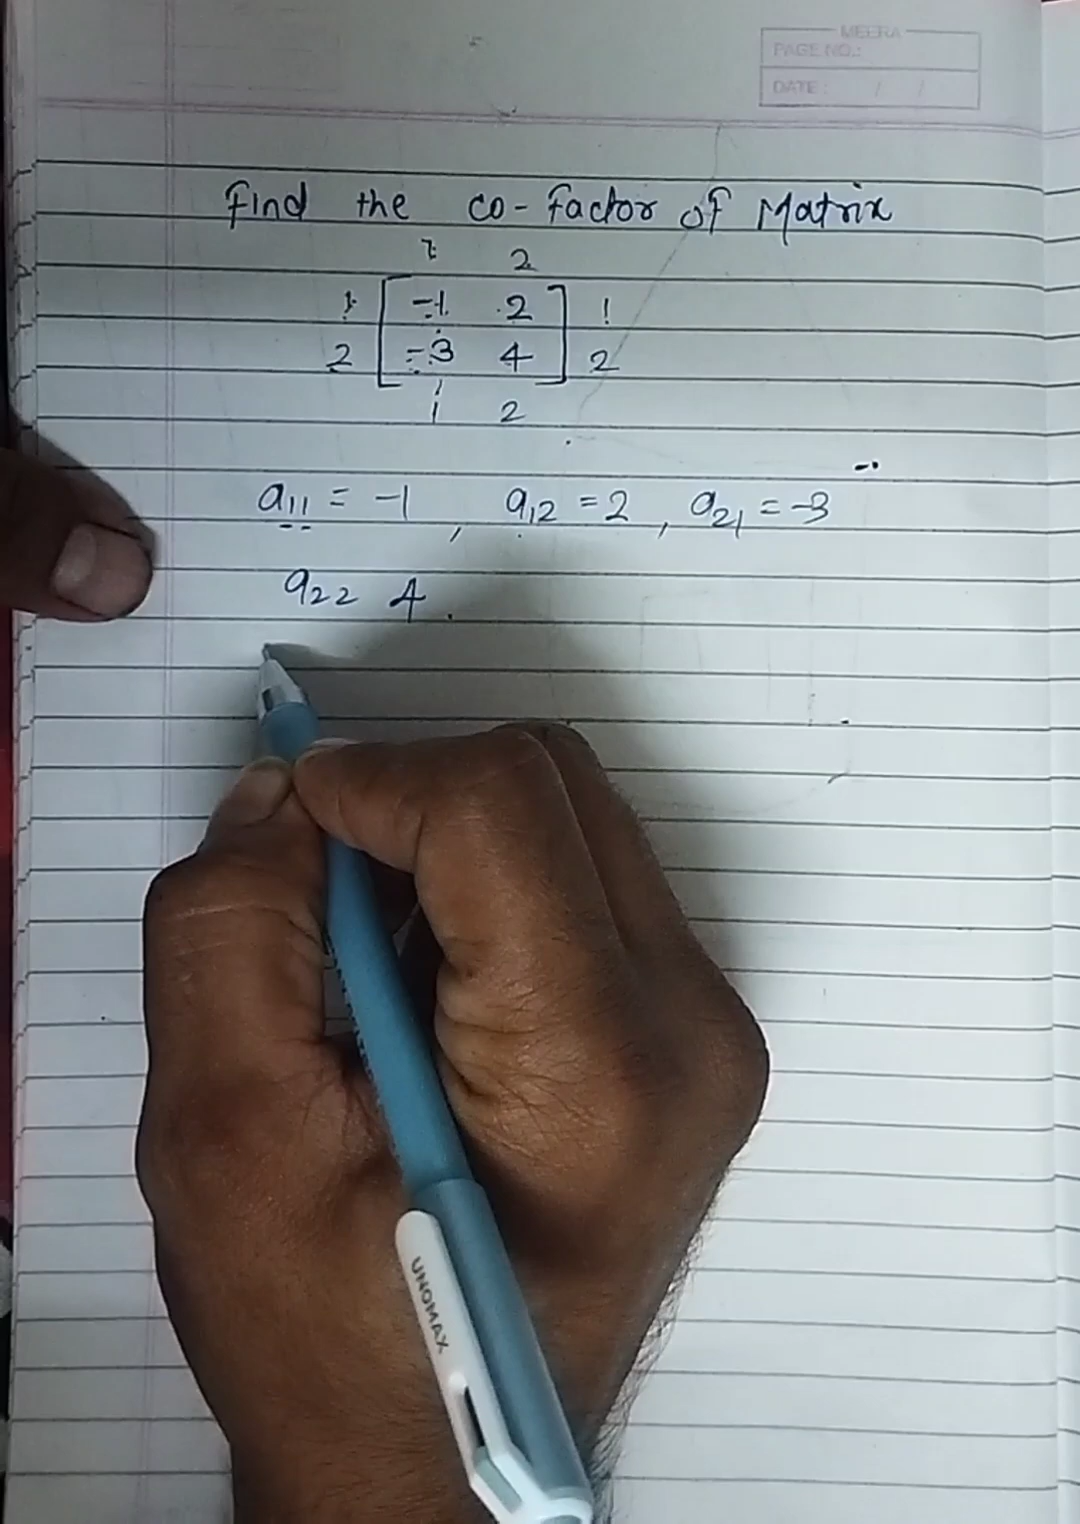 MEERA
PAGE NO.:
DATE: / /
Find the co-factor of Matrix
1 2
1 [ -1 2 ] 1
2 [ -3 4 ] 2
1 2
a11 = -1 , a12 = 2 , a21 = -3
a22 4 .
UNOMAX